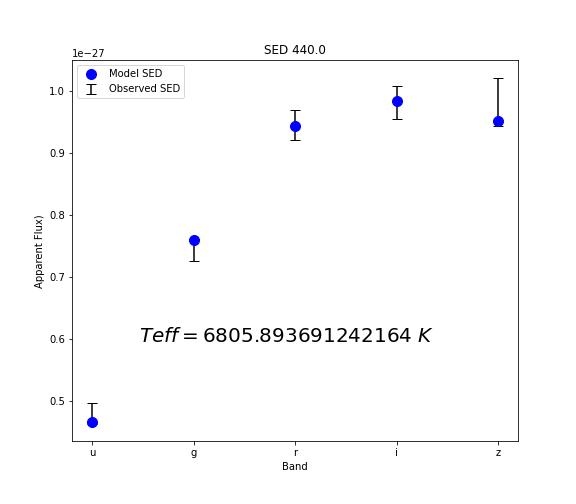 SED 440.0
1e−27
Model SED
Observed SED
1.0
0.9
0.8
0.7
0.6
0.5
Apparent Flux)
Teff = 6805.893691242164 K
u g r i z
Band